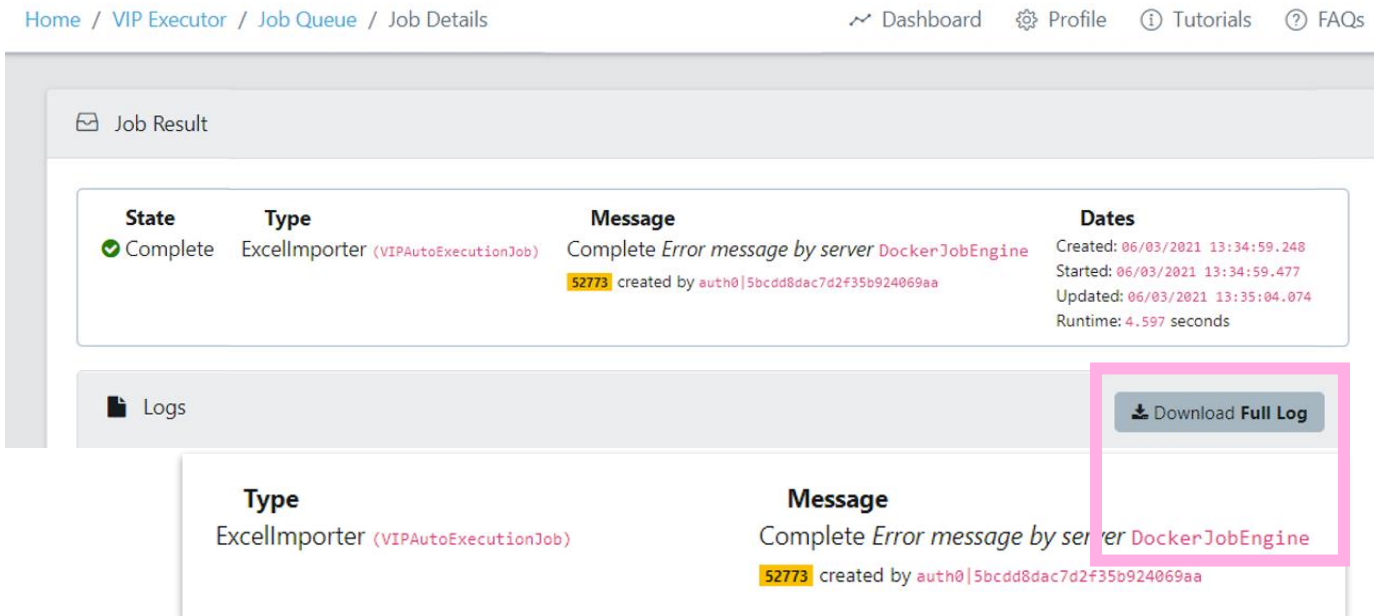 Home / VIP Executor / Job Queue / Job Details Dashboard Profile Tutorials FAQs
Job Result
State Type Message Dates
Complete ExcelImporter (VIPAutoExecutionJob) Complete Error message by server DockerJobEngine Created: 06/03/2021 13:34:59.248
52773 created by auth0|5bcdd8dac7d2f35b924069aa Started: 06/03/2021 13:34:59.477
Updated: 06/03/2021 13:35:04.074
Runtime: 4.597 seconds
Logs Download Full Log
Type Message
ExcelImporter (VIPAutoExecutionJob) Complete Error message by server DockerJobEngine
52773 created by auth0|5bcdd8dac7d2f35b924069aa